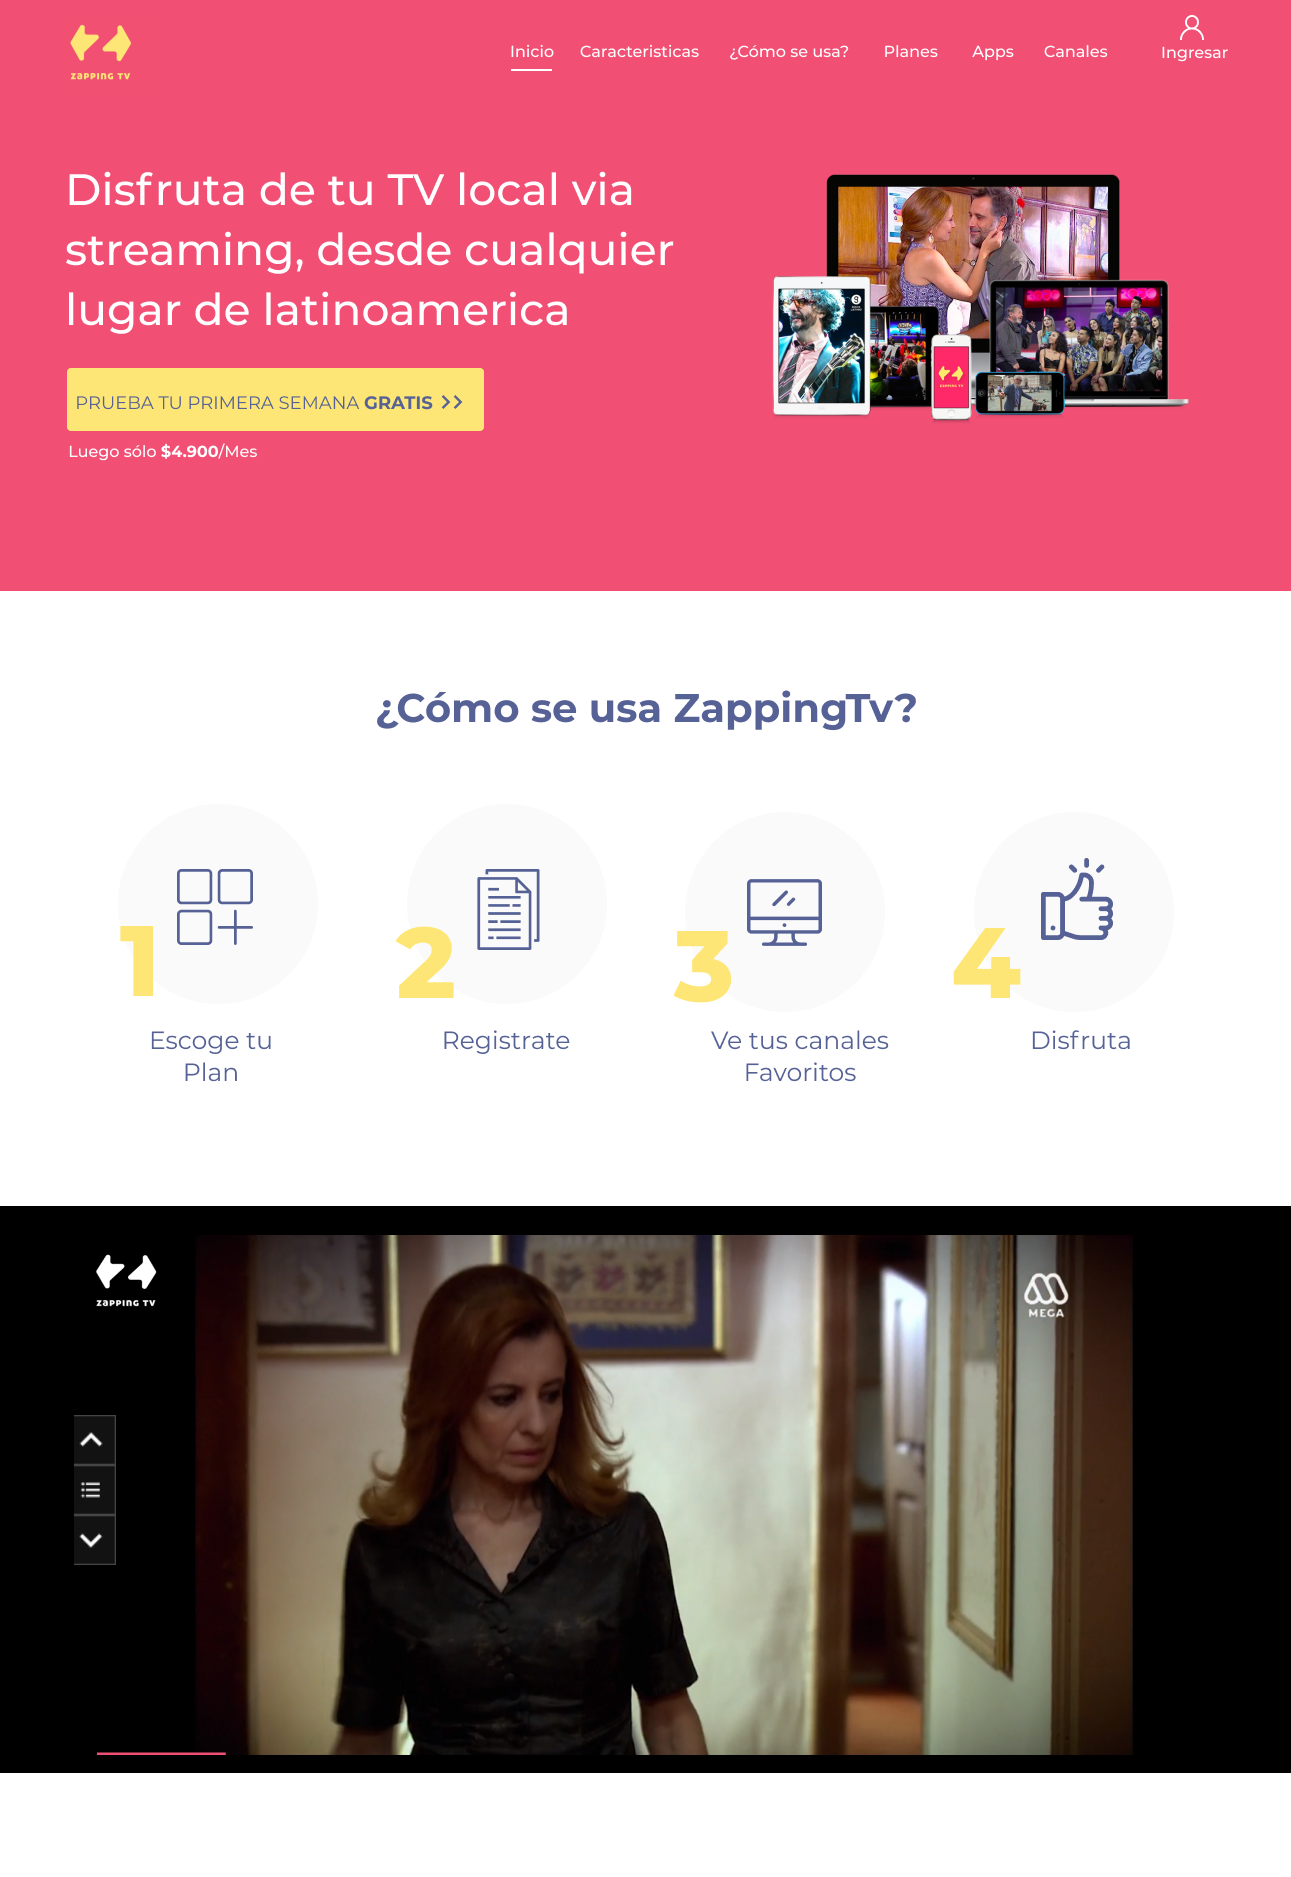 ZAPPING TV
Inicio
Caracteristicas
¿Cómo se usa?
Planes
Apps
Canales
Ingresar
Disfruta de tu TV local via
streaming, desde cualquier
lugar de latinoamerica
PRUEBA TU PRIMERA SEMANA GRATIS
Luego sólo $4.900/Mes
ZAPPING TV
¿Cómo se usa ZappingTv?
1
2
3
4
Escoge tu
Plan
Registrate
Ve tus canales
Favoritos
Disfruta
ZAPPING TV
MEGA